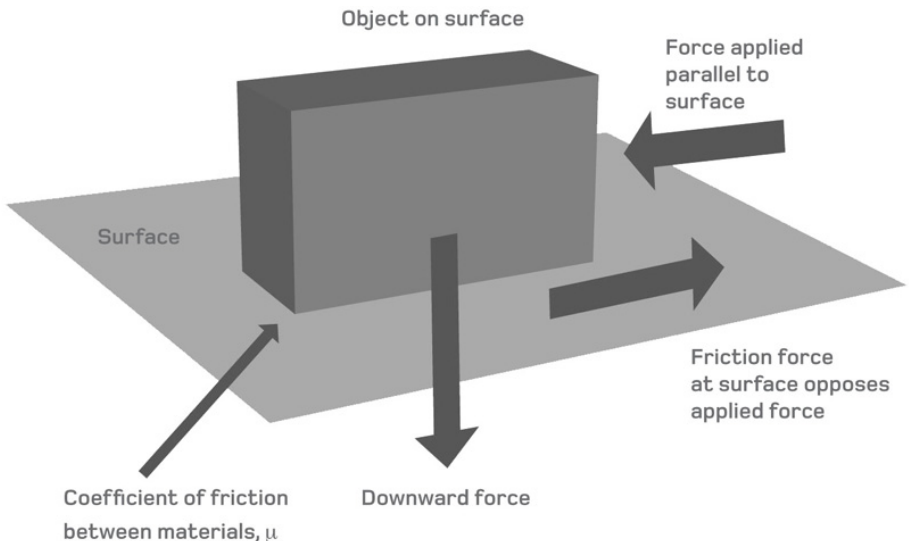 Object on surface
Force applied
parallel to
surface
Surface
Friction force
at surface opposes
applied force
Coefficient of friction
between materials, μ
Downward force